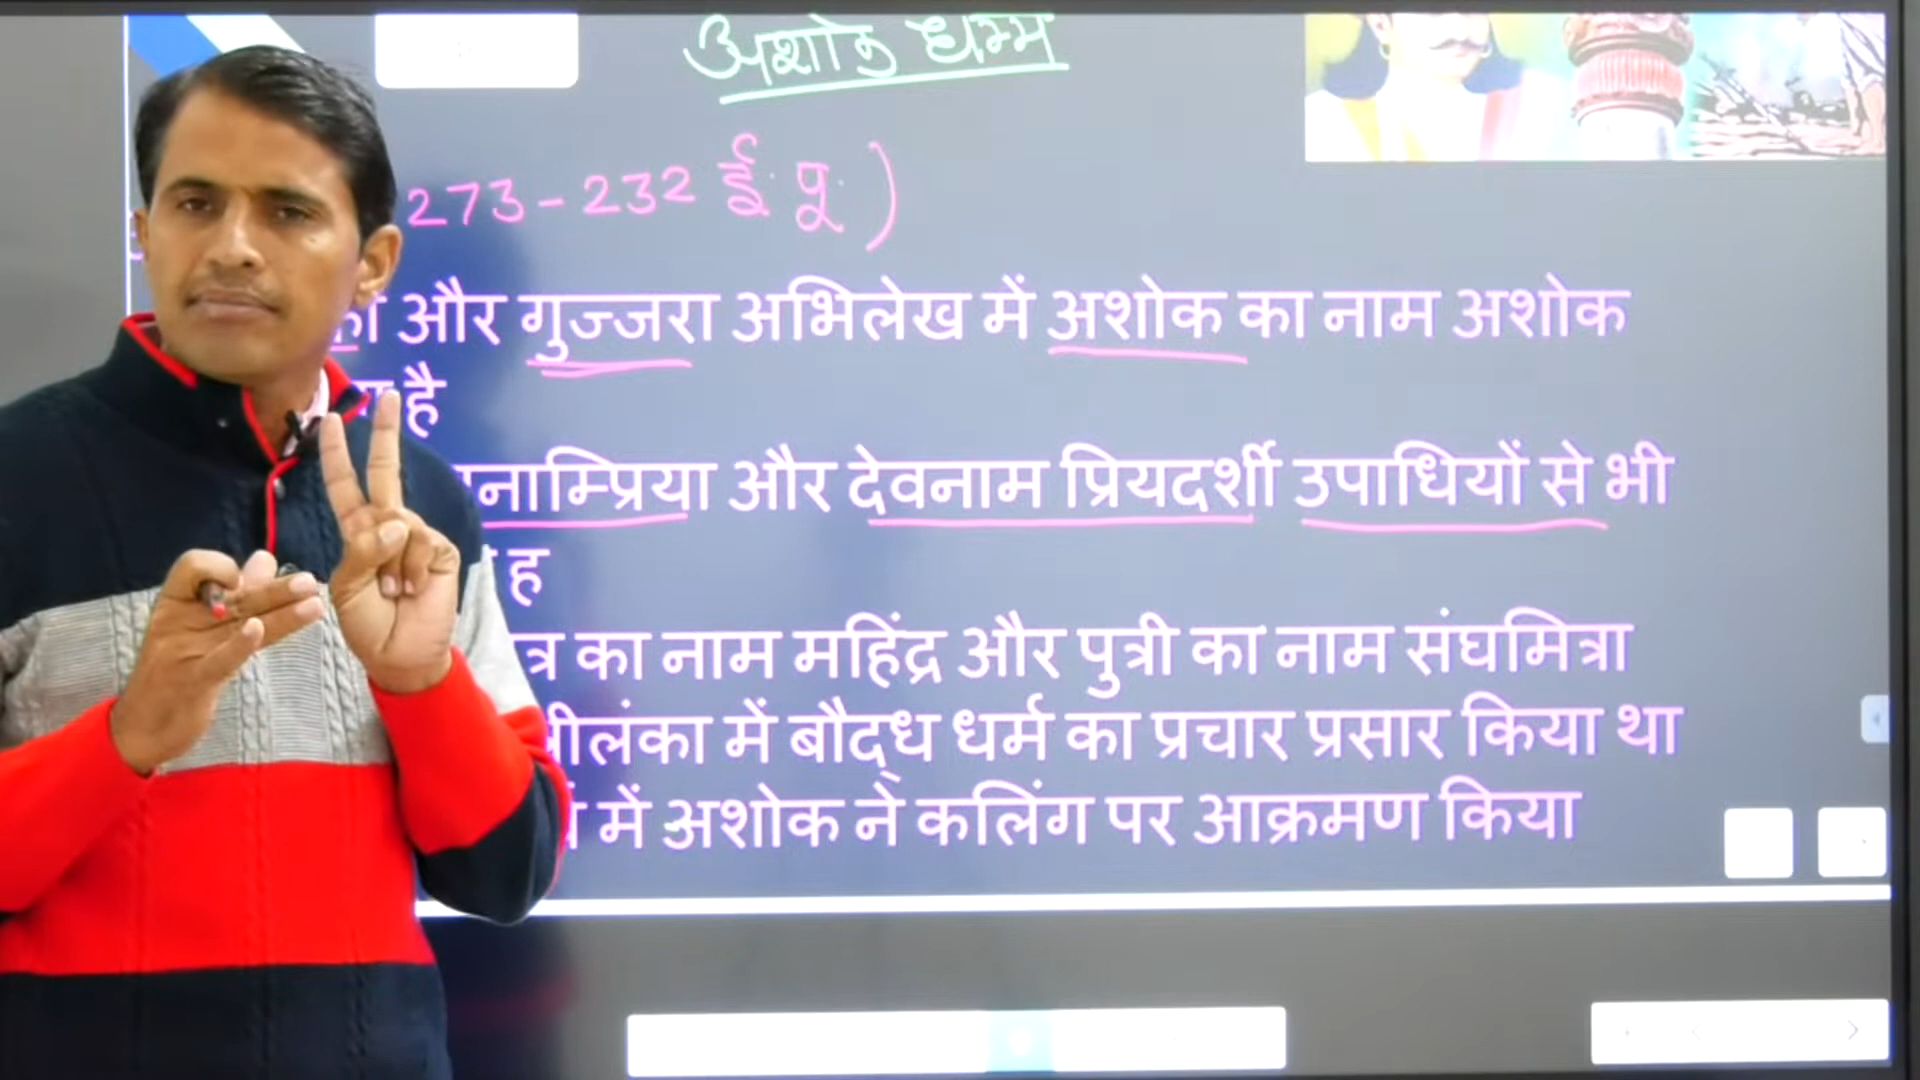 अशोक धम्म
273-232 ई. पू. )
और गुज्जरा अभिलेख में अशोक का नाम अशोक
है
और देवनाम प्रियदर्शी उपाधियों से भी
का नाम महिंद्र और पुत्री का नाम संघमित्रा
में बौद्ध धर्म का प्रचार प्रसार किया था
में अशोक ने कलिंग पर आक्रमण किया